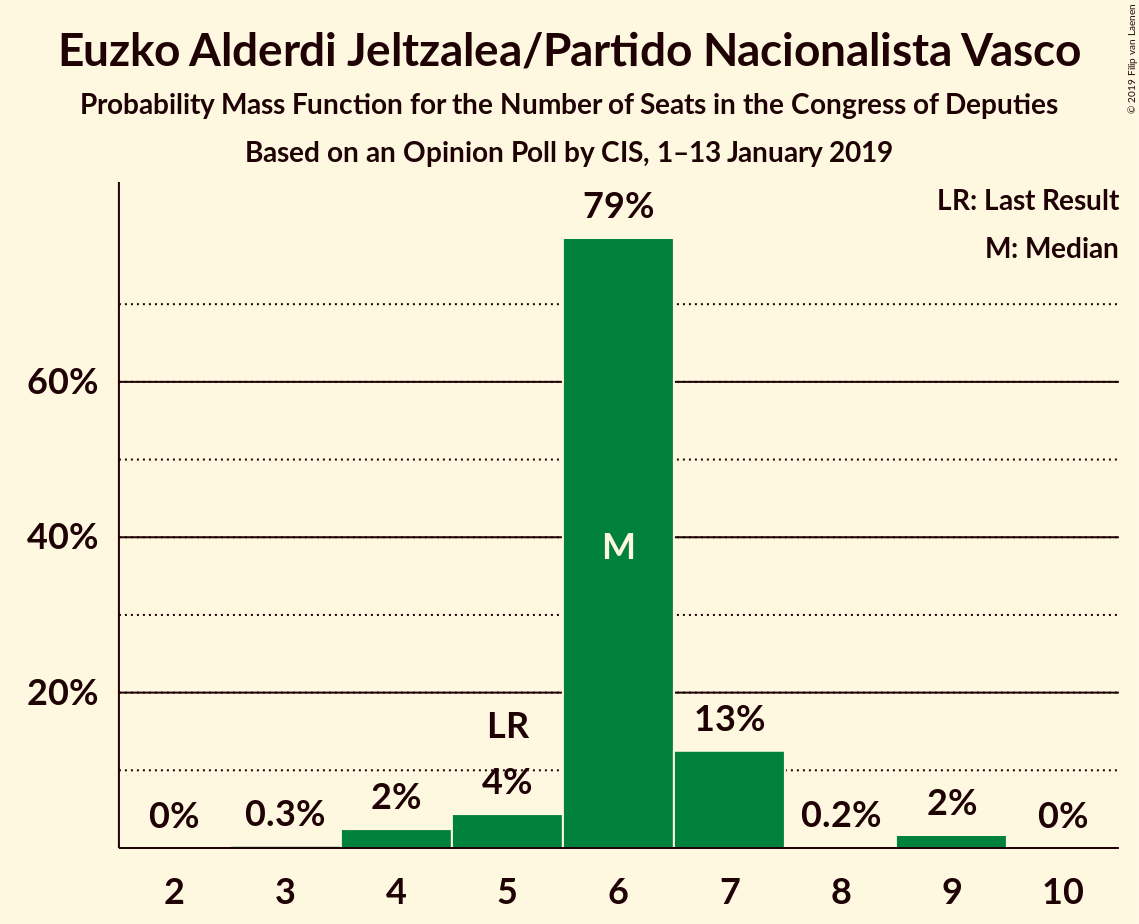 Euzko Alderdi Jeltzalea/Partido Nacionalista Vasco
Probability Mass Function for the Number of Seats in the Congress of Deputies
Based on an Opinion Poll by CIS, 1–13 January 2019
© 2019 Filip van Laenen
LR: Last Result
M: Median
79%
60%
40%
M
20%
LR
13%
0%
0.3%
2%
4%
0.2%
2%
0%
2 3 4 5 6 7 8 9 10